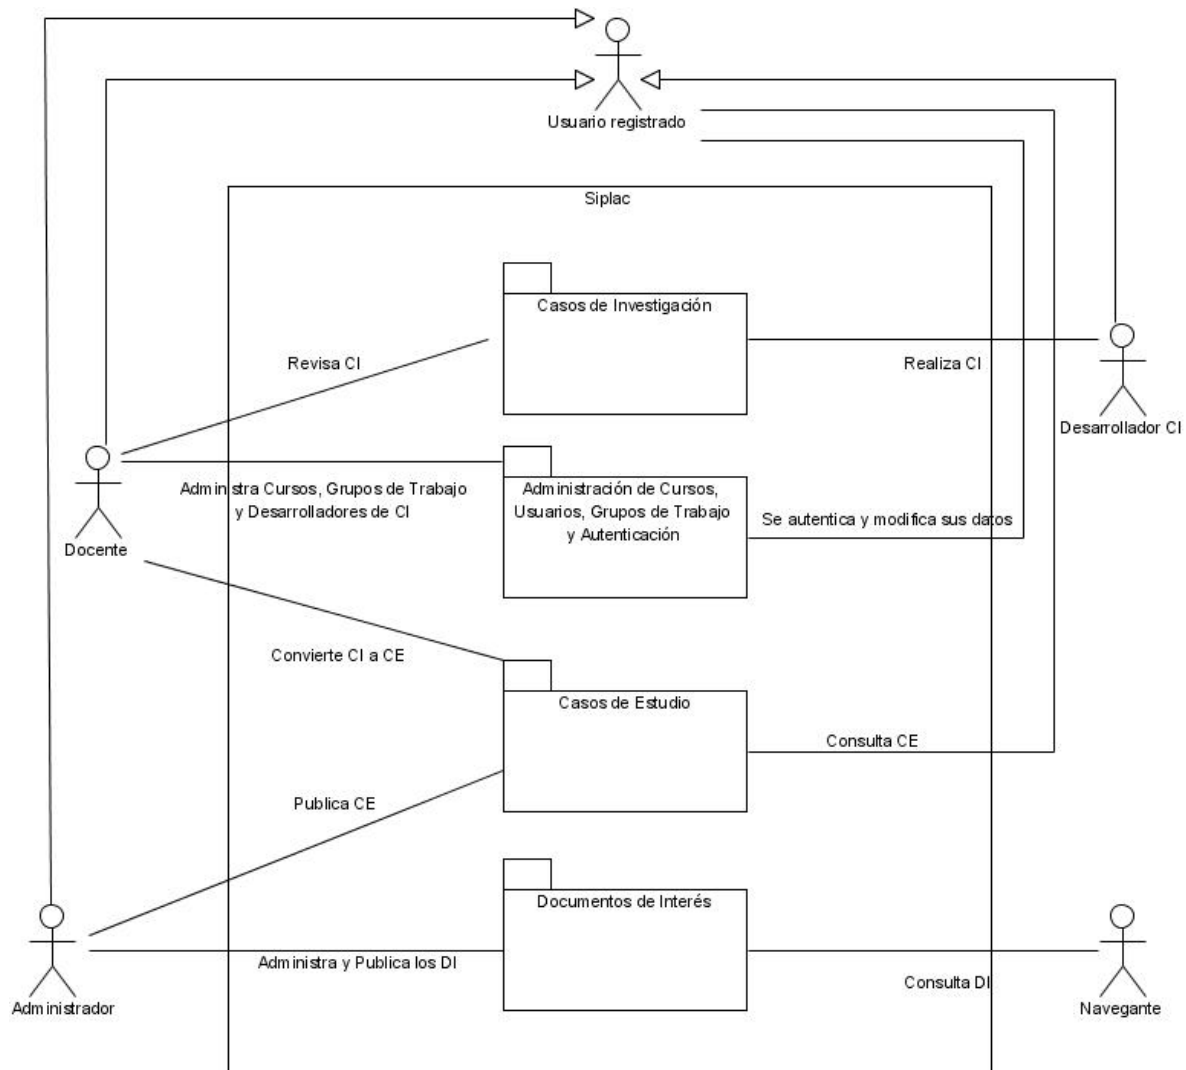 Usuario registrado
Siplac
Casos de Investigación
Revisa CI
Realiza CI
Desarrollador CI
Administra Cursos, Grupos de Trabajo
y Desarrolladores de CI
Administración de Cursos,
Usuarios, Grupos de Trabajo
y Autenticación
Se autentica y modifica sus datos
Docente
Convierte CI a CE
Casos de Estudio
Consulta CE
Publica CE
Documentos de Interés
Administra y Publica los DI
Consulta DI
Administrador
Navegante